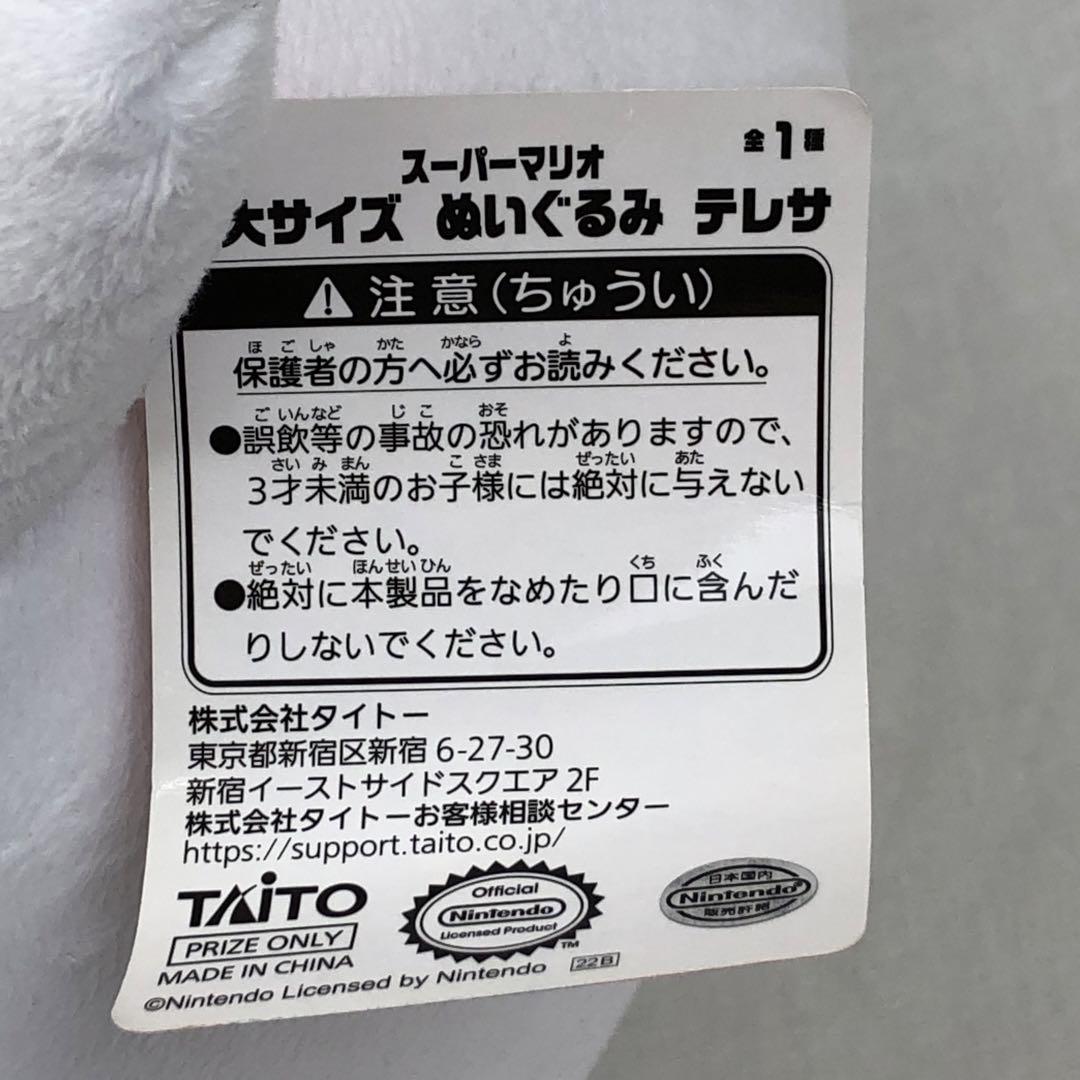 全1種
スーパーマリオ
大サイズ ぬいぐるみ テレサ
注意(ちゅうい)
ほ ご しゃ かた かなら よ
保護者の方へ必ずお読みください。
ご いんなど じ こ おそ
●誤飲等の事故の恐れがありますので、
さい み まん こ さま ぜったい あた
3才未満のお子様には絶対に与えない
でください。
ぜったい ほんせいひん くち ふく
●絶対に本製品をなめたり口に含んだ
りしないでください。
株式会社タイトー
東京都新宿区新宿 6-27-30
新宿イーストサイドスクエア 2F
株式会社タイトーお客様相談センター
https://support.taito.co.jp/
TAiTO
PRIZE ONLY
MADE IN CHINA
Official
Nintendo
Licensed Product
TM
日本国内
Nintendo®
販売許諾
©Nintendo Licensed by Nintendo 22B